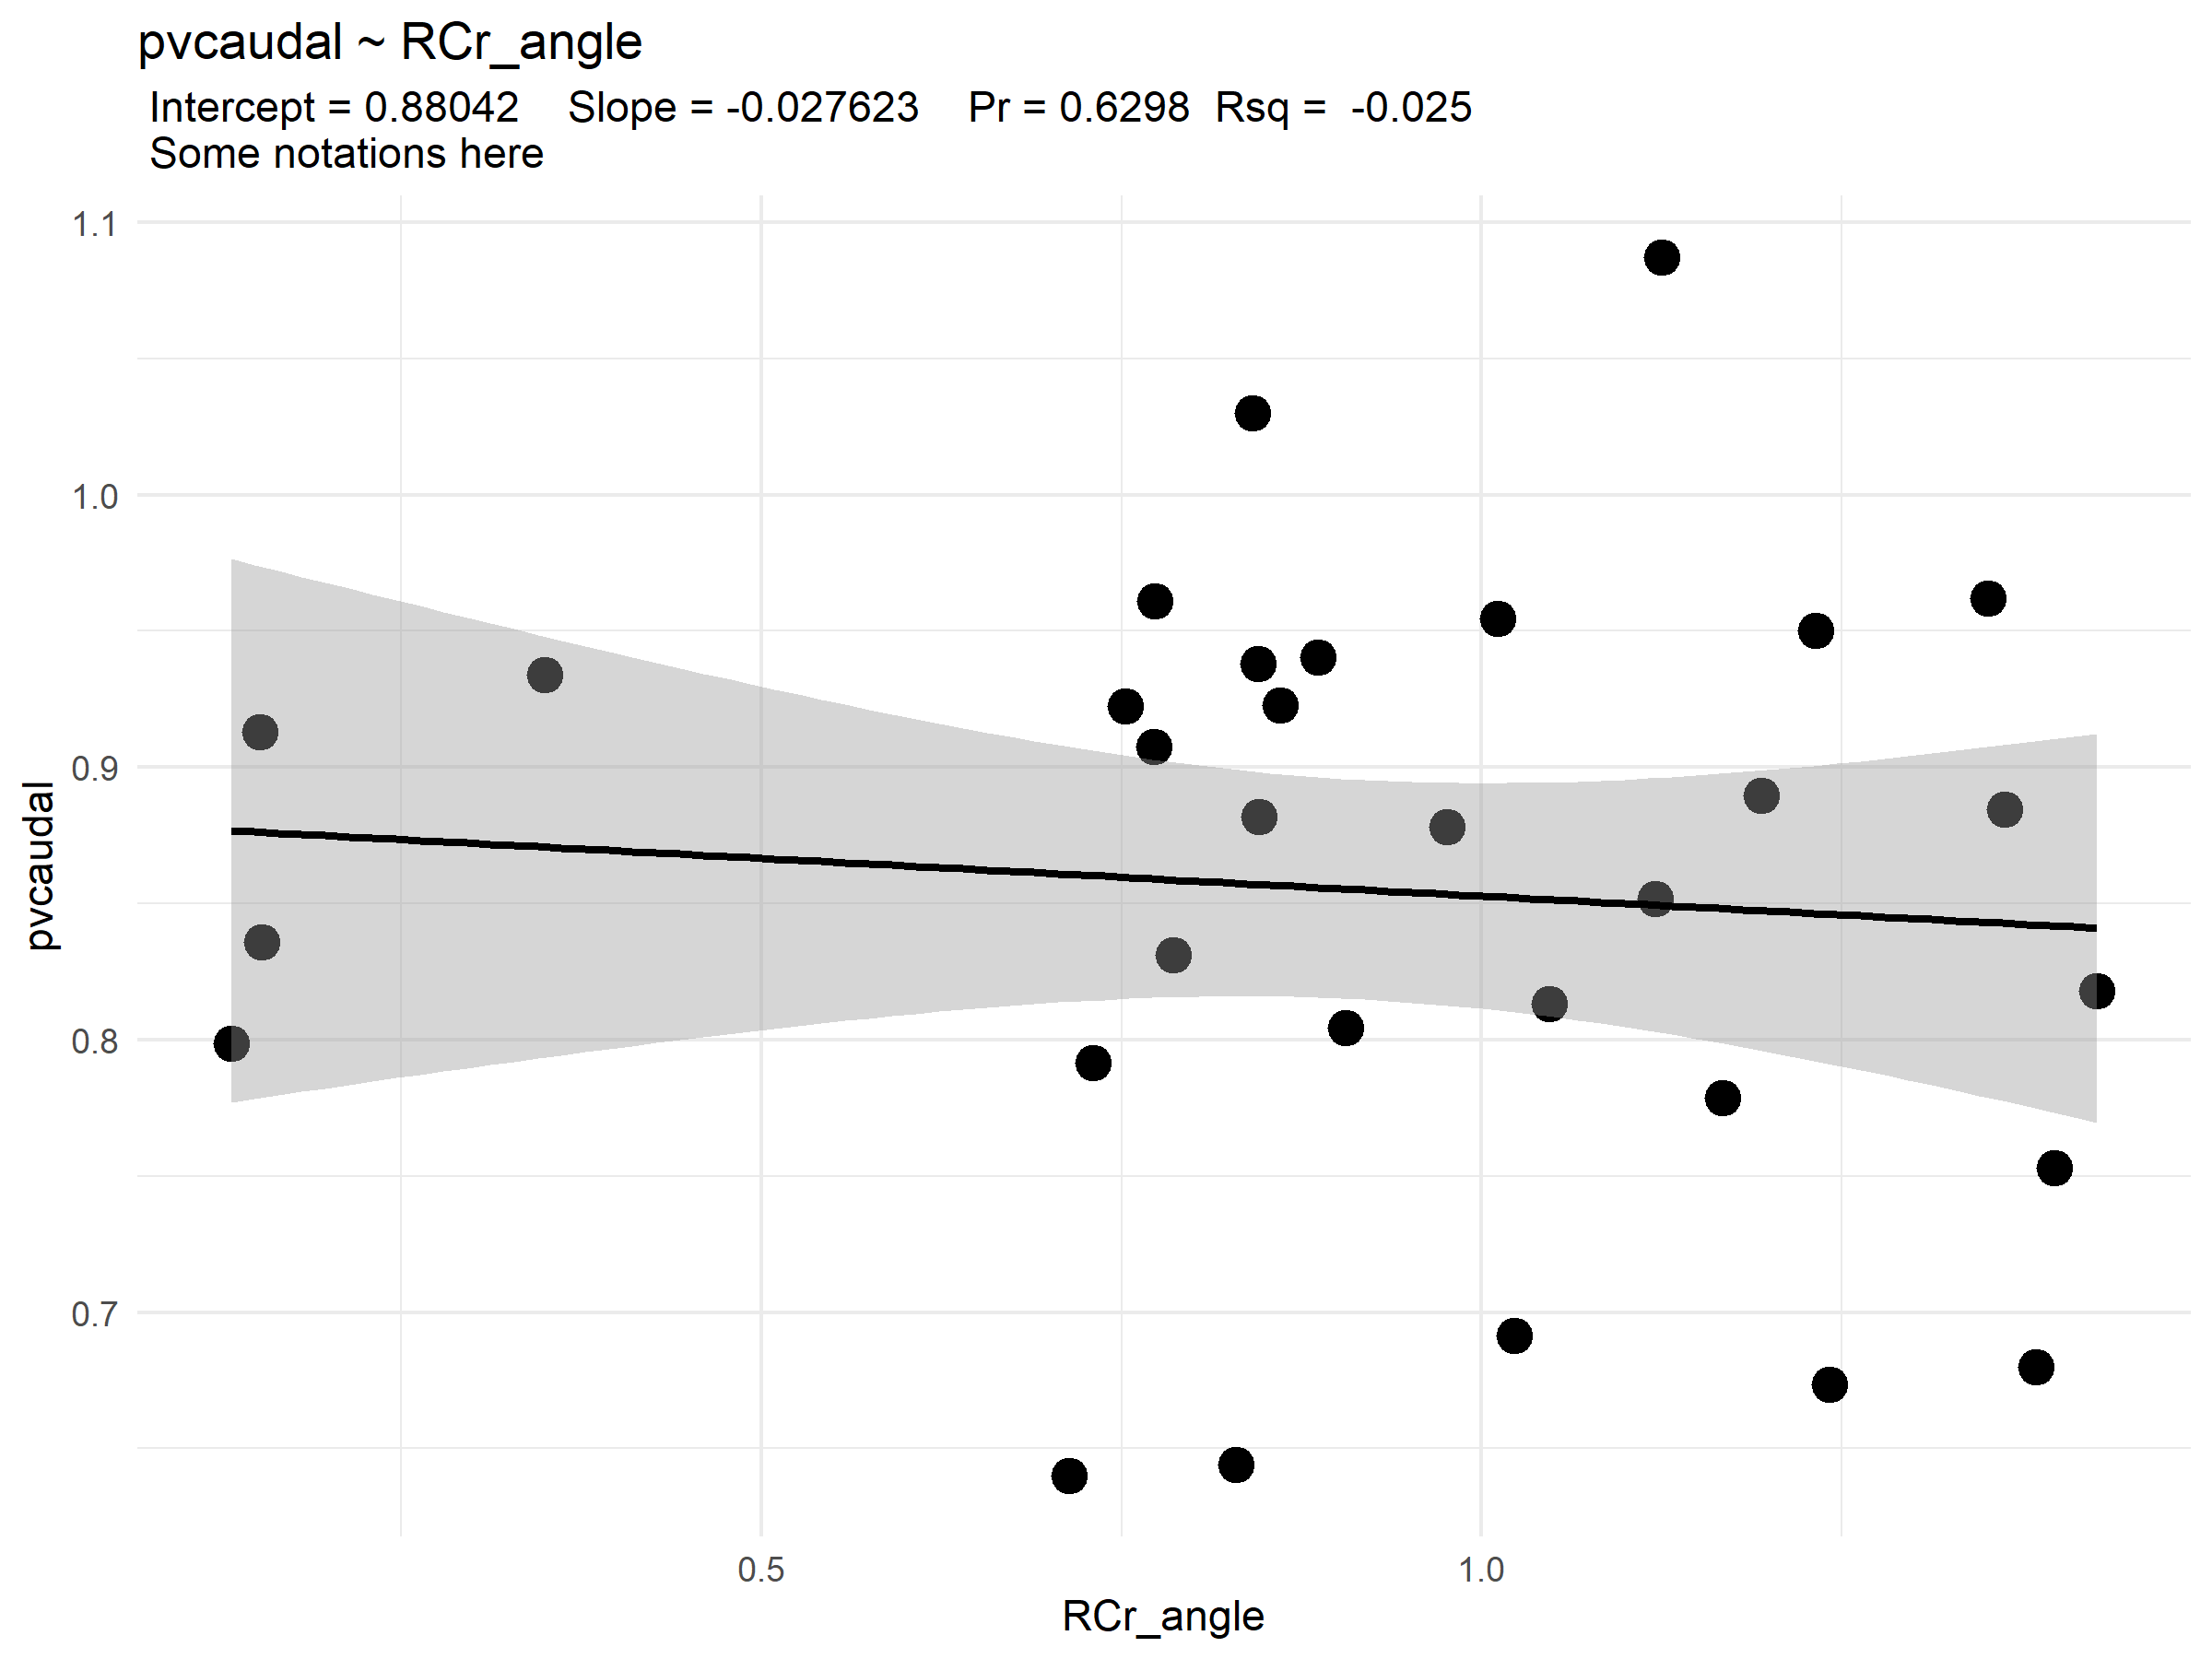 pvcaudal ~ RCr_angle
Intercept = 0.88042 Slope = -0.027623 Pr = 0.6298 Rsq = -0.025
Some notations here
1.1
1.0
0.9
0.8
0.7
pvcaudal
0.5 1.0
RCr_angle